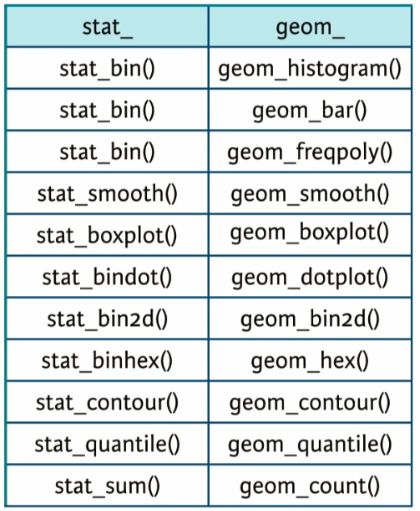 stat_ geom_
stat_bin() geom_histogram()
stat_bin() geom_bar()
stat_bin() geom_freqpoly()
stat_smooth() geom_smooth()
stat_boxplot() geom_boxplot()
stat_bindot() geom_dotplot()
stat_bin2d() geom_bin2d()
stat_binhex() geom_hex()
stat_contour() geom_contour()
stat_quantile() geom_quantile()
stat_sum() geom_count()